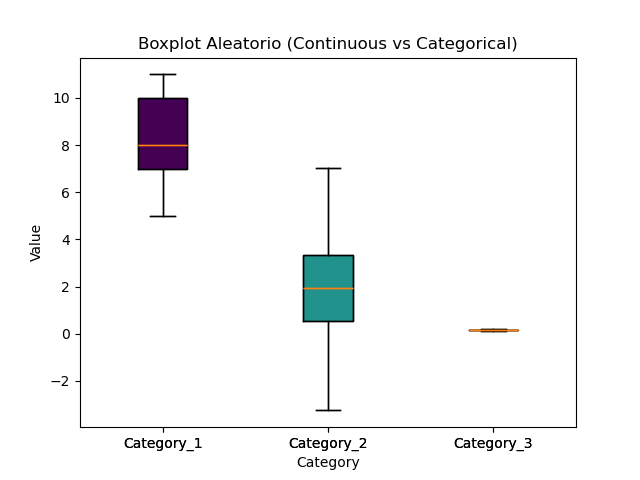 Boxplot Aleatorio (Continuous vs Categorical)
10
8
6
4
2
0
−2
Value
Category_1
Category_2
Category_3
Category